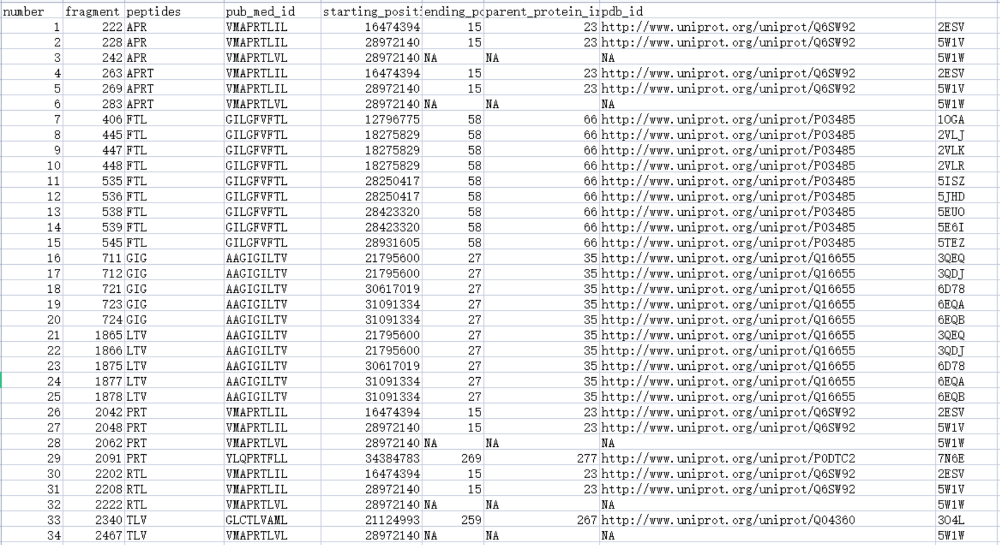 number fragment peptides pub_med_id starting_positi ending_po parent_protein_i pdb_id
1 222 APR VMAPRTLIL 16474394 15 23 http://www.uniprot.org/uniprot/Q6SW92 2ESV
2 228 APR VMAPRTLIL 28972140 15 23 http://www.uniprot.org/uniprot/Q6SW92 5W1V
3 242 APR VMAPRTLVL 28972140 NA NA NA 5W1W
4 263 APRT VMAPRTLIL 16474394 15 23 http://www.uniprot.org/uniprot/Q6SW92 2ESV
5 269 APRT VMAPRTLIL 28972140 15 23 http://www.uniprot.org/uniprot/Q6SW92 5W1V
6 283 APRT VMAPRTLVL 28972140 NA NA NA 5W1W
7 406 FTL GILGFVFTL 12796775 58 66 http://www.uniprot.org/uniprot/P03485 1OGA
8 445 FTL GILGFVFTL 18275829 58 66 http://www.uniprot.org/uniprot/P03485 2VLJ
9 447 FTL GILGFVFTL 18275829 58 66 http://www.uniprot.org/uniprot/P03485 2VLK
10 448 FTL GILGFVFTL 18275829 58 66 http://www.uniprot.org/uniprot/P03485 2VLR
11 535 FTL GILGFVFTL 28250417 58 66 http://www.uniprot.org/uniprot/P03485 5ISZ
12 536 FTL GILGFVFTL 28250417 58 66 http://www.uniprot.org/uniprot/P03485 5JHD
13 538 FTL GILGFVFTL 28423320 58 66 http://www.uniprot.org/uniprot/P03485 5EUO
14 539 FTL GILGFVFTL 28423320 58 66 http://www.uniprot.org/uniprot/P03485 5E6I
15 545 FTL GILGFVFTL 28931605 58 66 http://www.uniprot.org/uniprot/P03485 5TEZ
16 711 GIG AAGIGILTV 21795600 27 35 http://www.uniprot.org/uniprot/Q16655 3QEQ
17 712 GIG AAGIGILTV 21795600 27 35 http://www.uniprot.org/uniprot/Q16655 3QDJ
18 721 GIG AAGIGILTV 30617019 27 35 http://www.uniprot.org/uniprot/Q16655 6D78
19 723 GIG AAGIGILTV 31091334 27 35 http://www.uniprot.org/uniprot/Q16655 6EQA
20 724 GIG AAGIGILTV 31091334 27 35 http://www.uniprot.org/uniprot/Q16655 6EQB
21 1865 LTV AAGIGILTV 21795600 27 35 http://www.uniprot.org/uniprot/Q16655 3QEQ
22 1866 LTV AAGIGILTV 21795600 27 35 http://www.uniprot.org/uniprot/Q16655 3QDJ
23 1875 LTV AAGIGILTV 30617019 27 35 http://www.uniprot.org/uniprot/Q16655 6D78
24 1877 LTV AAGIGILTV 31091334 27 35 http://www.uniprot.org/uniprot/Q16655 6EQA
25 1878 LTV AAGIGILTV 31091334 27 35 http://www.uniprot.org/uniprot/Q16655 6EQB
26 2042 PRT VMAPRTLIL 16474394 15 23 http://www.uniprot.org/uniprot/Q6SW92 2ESV
27 2048 PRT VMAPRTLIL 28972140 15 23 http://www.uniprot.org/uniprot/Q6SW92 5W1V
28 2062 PRT VMAPRTLVL 28972140 NA NA NA 5W1W
29 2091 PRT YLQPRTFLL 34384783 269 277 http://www.uniprot.org/uniprot/P0DTC2 7N6E
30 2202 RTL VMAPRTLIL 16474394 15 23 http://www.uniprot.org/uniprot/Q6SW92 2ESV
31 2208 RTL VMAPRTLIL 28972140 15 23 http://www.uniprot.org/uniprot/Q6SW92 5W1V
32 2222 RTL VMAPRTLVL 28972140 NA NA NA 5W1W
33 2340 TLV GLCTLVAML 21124993 259 267 http://www.uniprot.org/uniprot/Q04360 3O4L
34 2467 TLV VMAPRTLVL 28972140 NA NA NA 5W1W